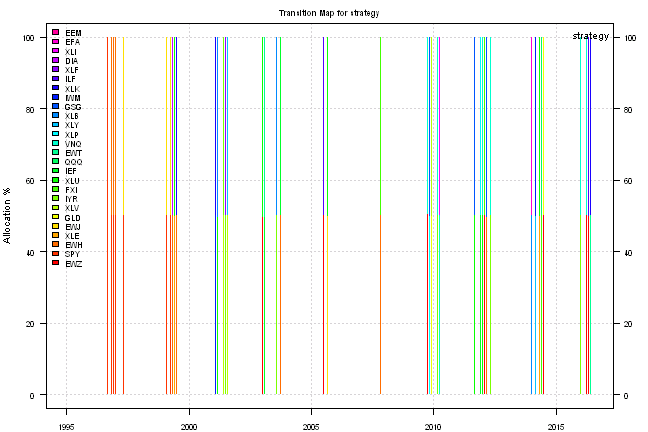 Transition Map for strategy
strategy
Allocation %
100
80
60
40
20
0
100
80
60
40
20
0
EEM
EFA
XLI
DIA
XLF
ILF
XLK
IWM
GSG
XLB
XLY
XLP
VNQ
EWT
QQQ
IEF
XLU
FXI
IYR
XLV
GLD
EWJ
XLE
EWH
SPY
EWZ
1995
2000
2005
2010
2015